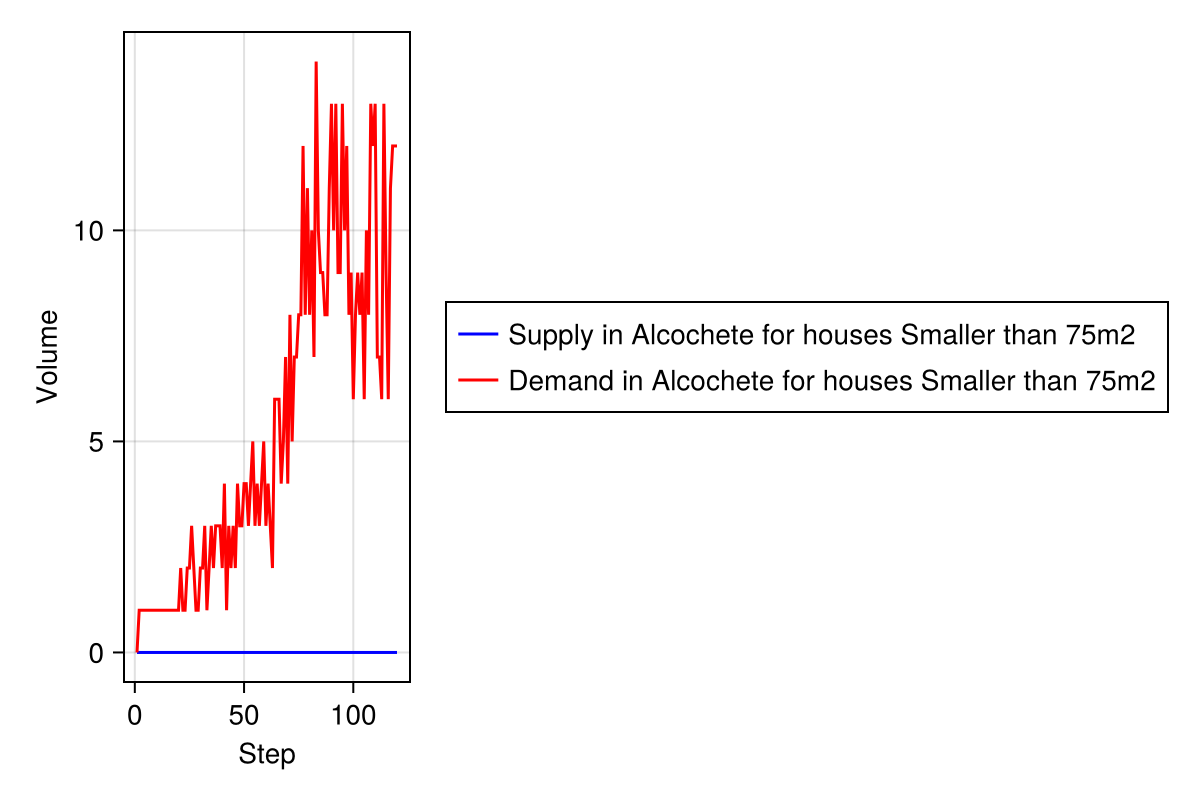 Volume
10
5
0
0 50 100
Step
Supply in Alcochete for houses Smaller than 75m2
Demand in Alcochete for houses Smaller than 75m2